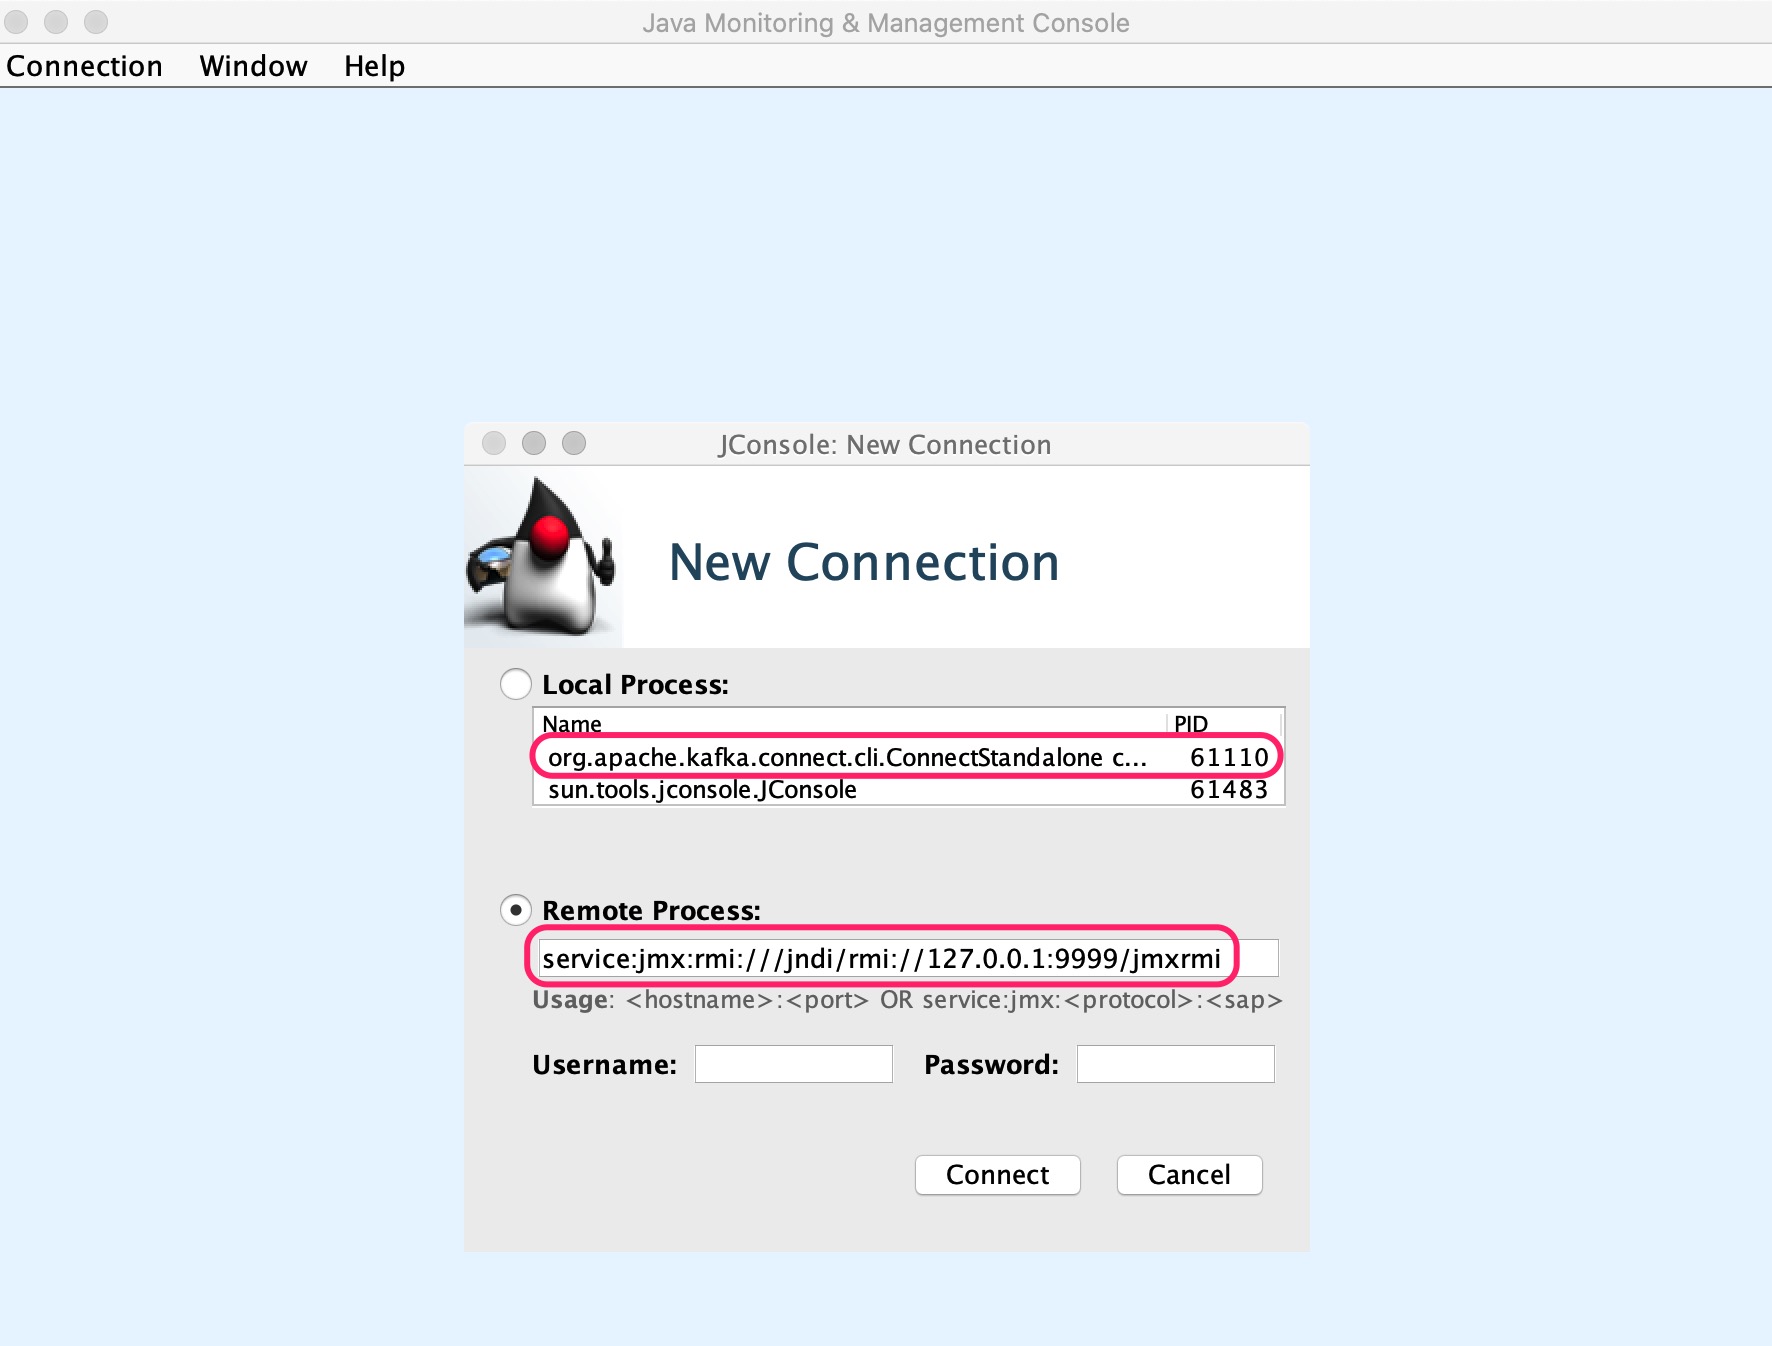 Java Monitoring & Management Console
Connection Window Help
JConsole: New Connection
New Connection
Local Process:
Name PID
org.apache.kafka.connect.cli.ConnectStandalone c... 61110
sun.tools.jconsole.JConsole 61483
Remote Process:
service:jmx:rmi:///jndi/rmi://127.0.0.1:9999/jmxrmi
Usage: <hostname>:<port> OR service:jmx:<protocol>:<sap>
Username: Password:
Connect Cancel